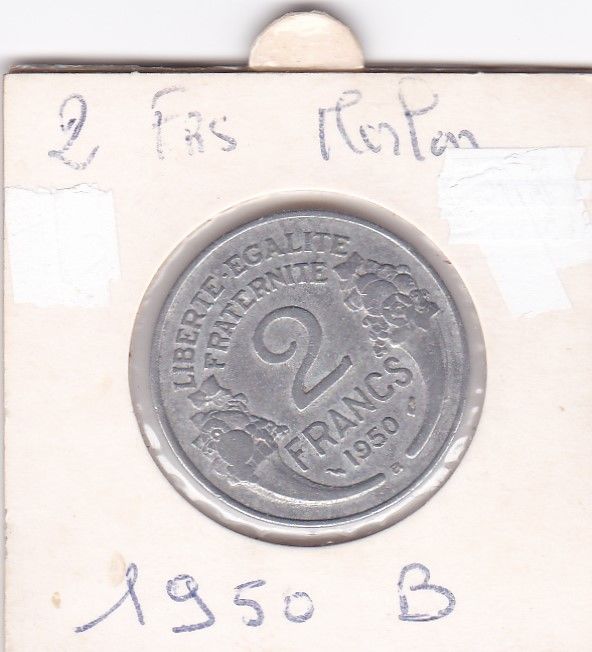 2 FRS Morlon
LIBERTE·EGALITE
FRATERNITE
2
FRANCS
1950
B
1950 B